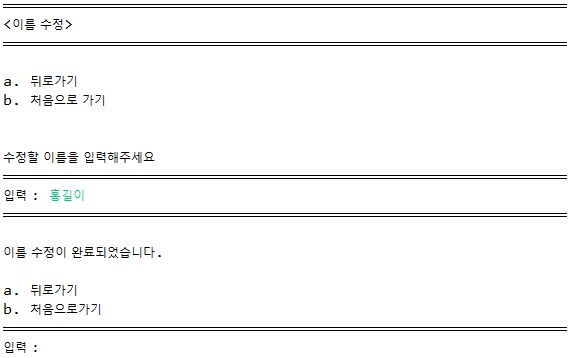 <이름 수정>
a. 뒤로가기
b. 처음으로 가기
수정할 이름을 입력해주세요
입력 : 홍길이
이름 수정이 완료되었습니다.
a. 뒤로가기
b. 처음으로가기
입력 :